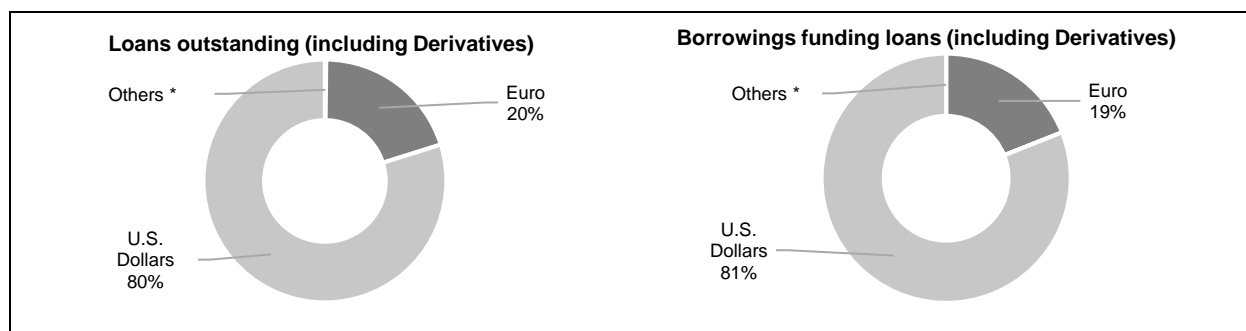 Loans outstanding (including Derivatives)
Others *
Euro
20%
U.S.
Dollars
80%
Borrowings funding loans (including Derivatives)
Others *
Euro
19%
U.S.
Dollars
81%